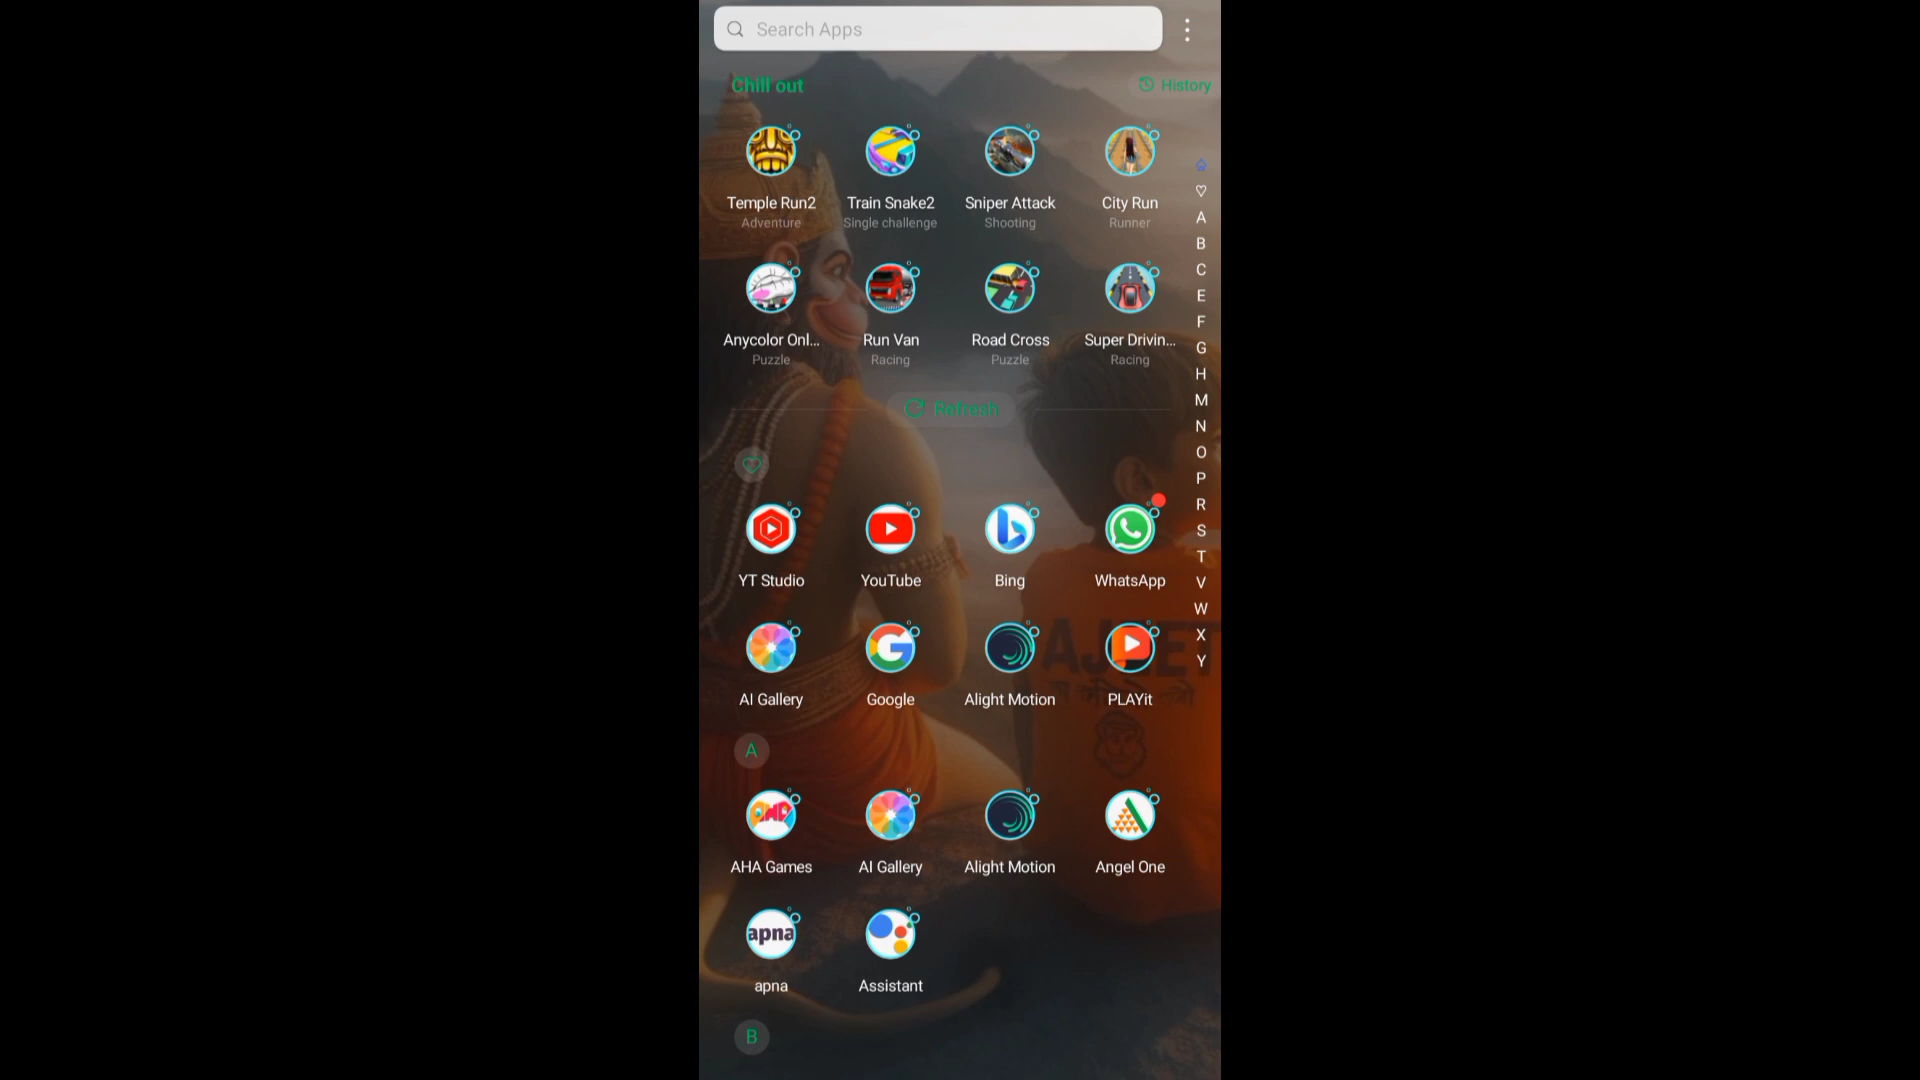 Search Apps
Chill out
History
Temple Run2 Train Snake2 Sniper Attack City Run
Adventure Single challenge Shooting Runner
Anycolor Onl... Run Van Road Cross Super Drivin...
Puzzle Racing Puzzle Racing
Refresh
YT Studio YouTube Bing WhatsApp
AI Gallery Google Alight Motion PLAYit
A
AHA Games AI Gallery Alight Motion Angel One
apna
apna Assistant
B
A
B
C
E
F
G
H
M
N
O
P
R
S
T
V
W
X
Y